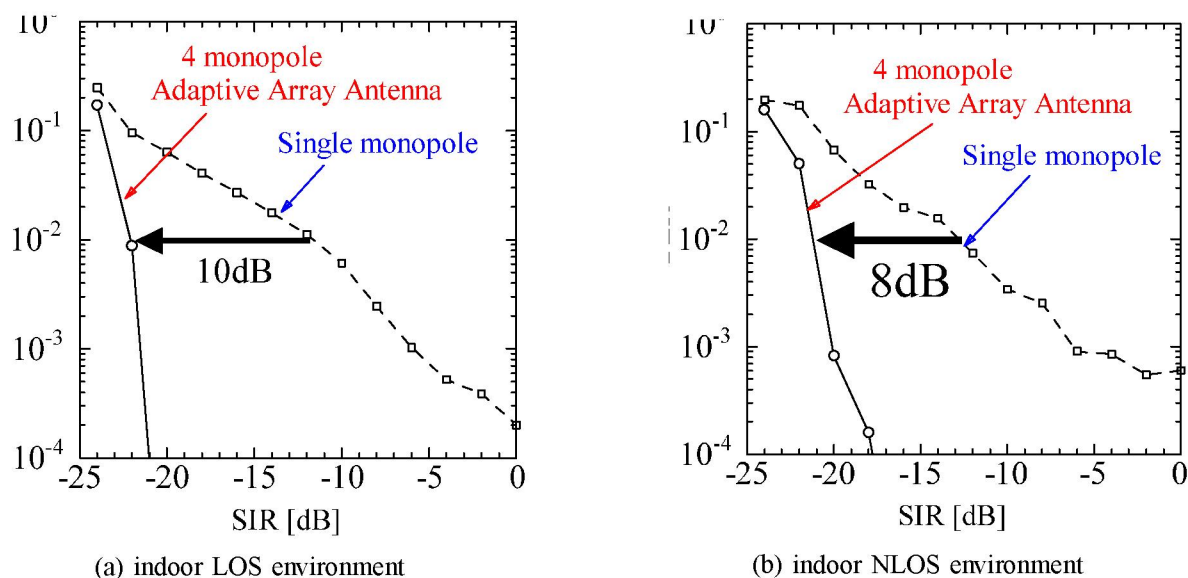 10⁰
4 monopole
Adaptive Array Antenna
10⁻¹
Single monopole
10⁻²
10dB
10⁻³
10⁻⁴
-25 -20 -15 -10 -5 0
SIR [dB]
(a) indoor LOS environment
4 monopole
Adaptive Array Antenna
10⁻¹
Single monopole
10⁻²
8dB
10⁻³
10⁻⁴
-25 -20 -15 -10 -5 0
SIR [dB]
(b) indoor NLOS environment